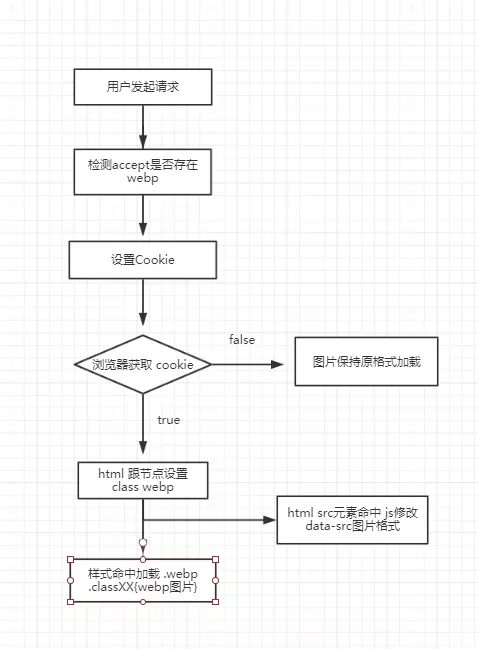 用户发起请求
检测accept是否存在
webp
设置Cookie
浏览器获取 cookie
false
图片保持原格式加载
true
html 跟节点设置
class webp
html src元素命中 js修改
data-src图片格式
样式命中加载 .webp
.classXX{webp图片}